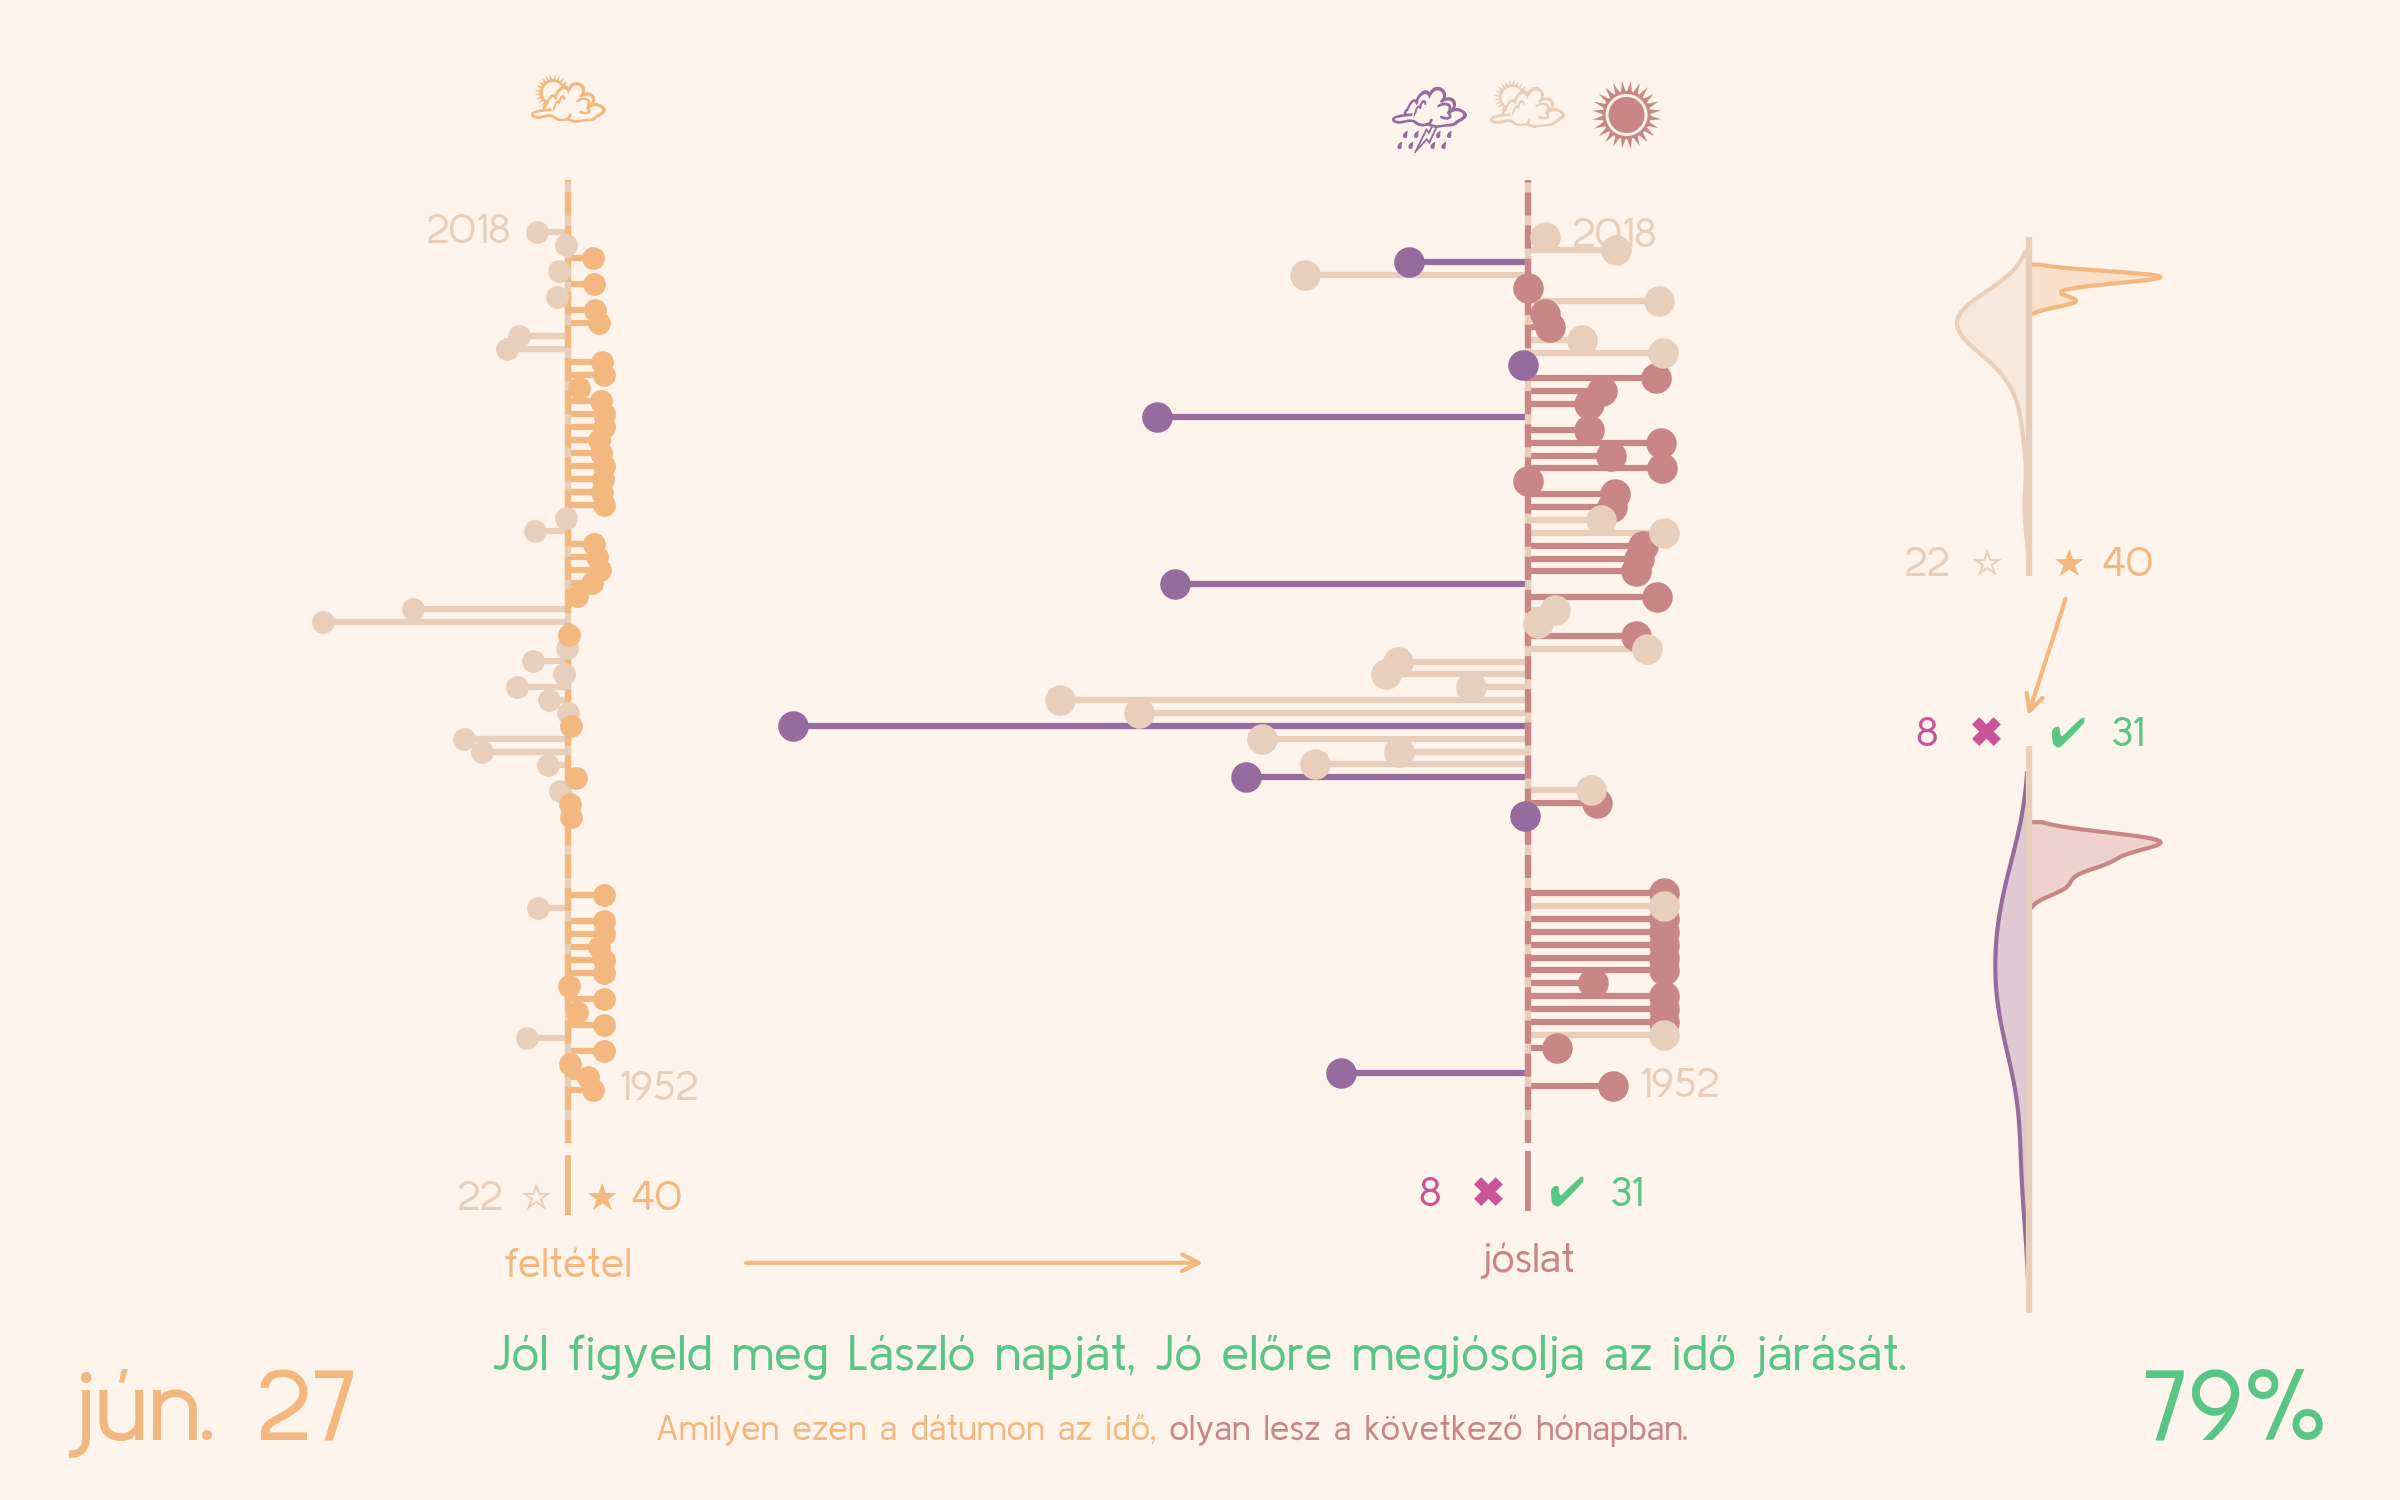 2018
2018
22 ☆ ★ 40
8 ✖ ✔ 31
1952
1952
22 ☆ ★ 40
8 ✖ ✔ 31
feltétel
jóslat
Jól figyeld meg László napját, Jó előre megjósolja az idő járását.
jún. 27
79%
Amilyen ezen a dátumon az idő, olyan lesz a következő hónapban.